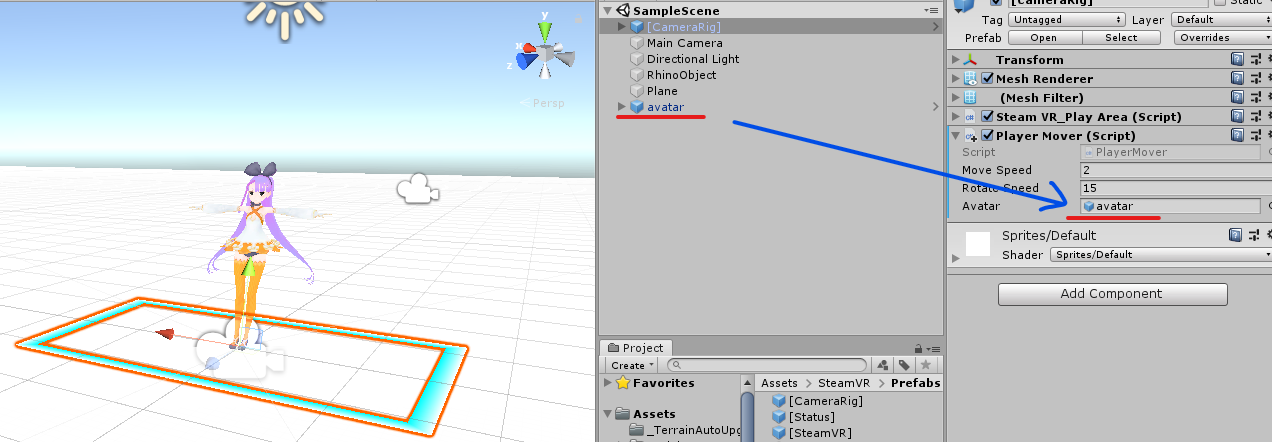 y
x
z
Persp
SampleScene
[CameraRig]
Main Camera
Directional Light
RhinoObject
Plane
avatar
Project
Create
Favorites
Assets
_TerrainAutoUpg
Assets > SteamVR > Prefabs
[CameraRig]
[Status]
[SteamVR]
[CameraRig]
Static
Tag Untagged Layer Default
Prefab Open Select Overrides
Transform
Mesh Renderer
(Mesh Filter)
Steam VR_Play Area (Script)
Player Mover (Script)
Script PlayerMover
Move Speed 2
Rotate Speed 15
Avatar avatar
Sprites/Default
Shader Sprites/Default
Add Component